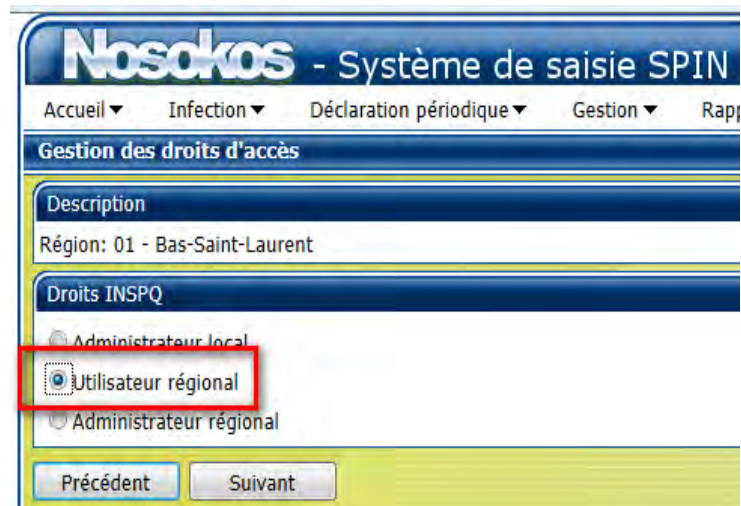 Nosokos - Système de saisie SPIN
Accueil Infection Déclaration périodique Gestion
Gestion des droits d'accès
Description
Région: 01 - Bas-Saint-Laurent
Droits INSPQ
Administrateur local
Utilisateur régional
Administrateur régional
Précédent Suivant